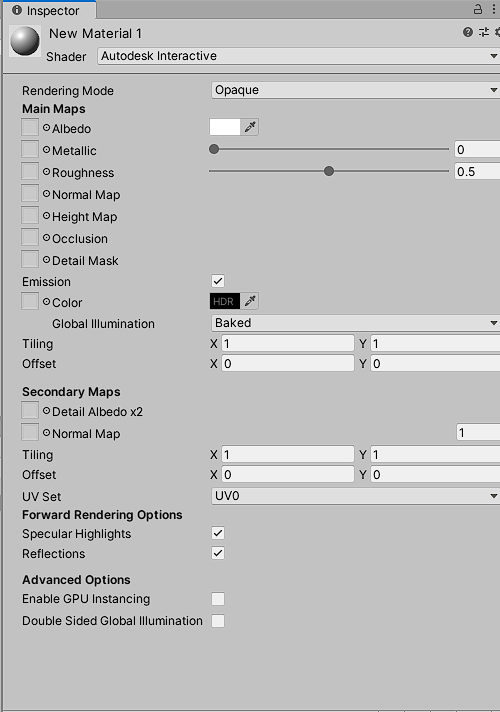 Inspector
New Material 1
Shader Autodesk Interactive
Rendering Mode Opaque
Main Maps
Albedo
Metallic 0
Roughness 0.5
Normal Map
Height Map
Occlusion
Detail Mask
Emission
Color HDR
Global Illumination Baked
Tiling X 1 Y 1
Offset X 0 Y 0
Secondary Maps
Detail Albedo x2
Normal Map 1
Tiling X 1 Y 1
Offset X 0 Y 0
UV Set UV0
Forward Rendering Options
Specular Highlights
Reflections
Advanced Options
Enable GPU Instancing
Double Sided Global Illumination